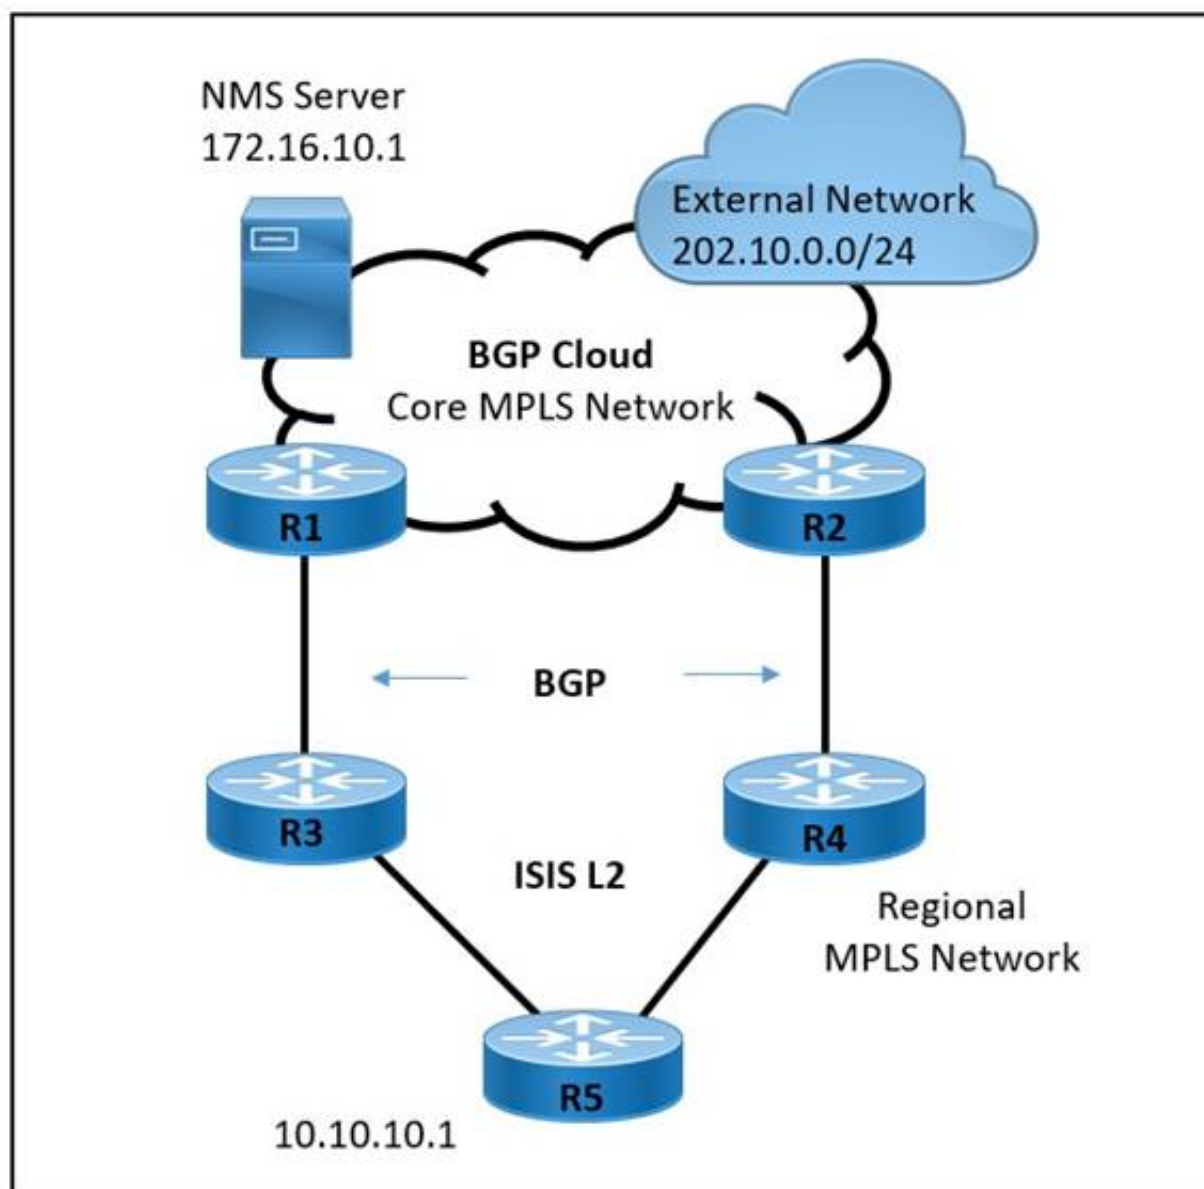 NMS Server
172.16.10.1
External Network
202.10.0.0/24
BGP Cloud
Core MPLS Network
R1
R2
BGP
R3
R4
ISIS L2
Regional
MPLS Network
R5
10.10.10.1